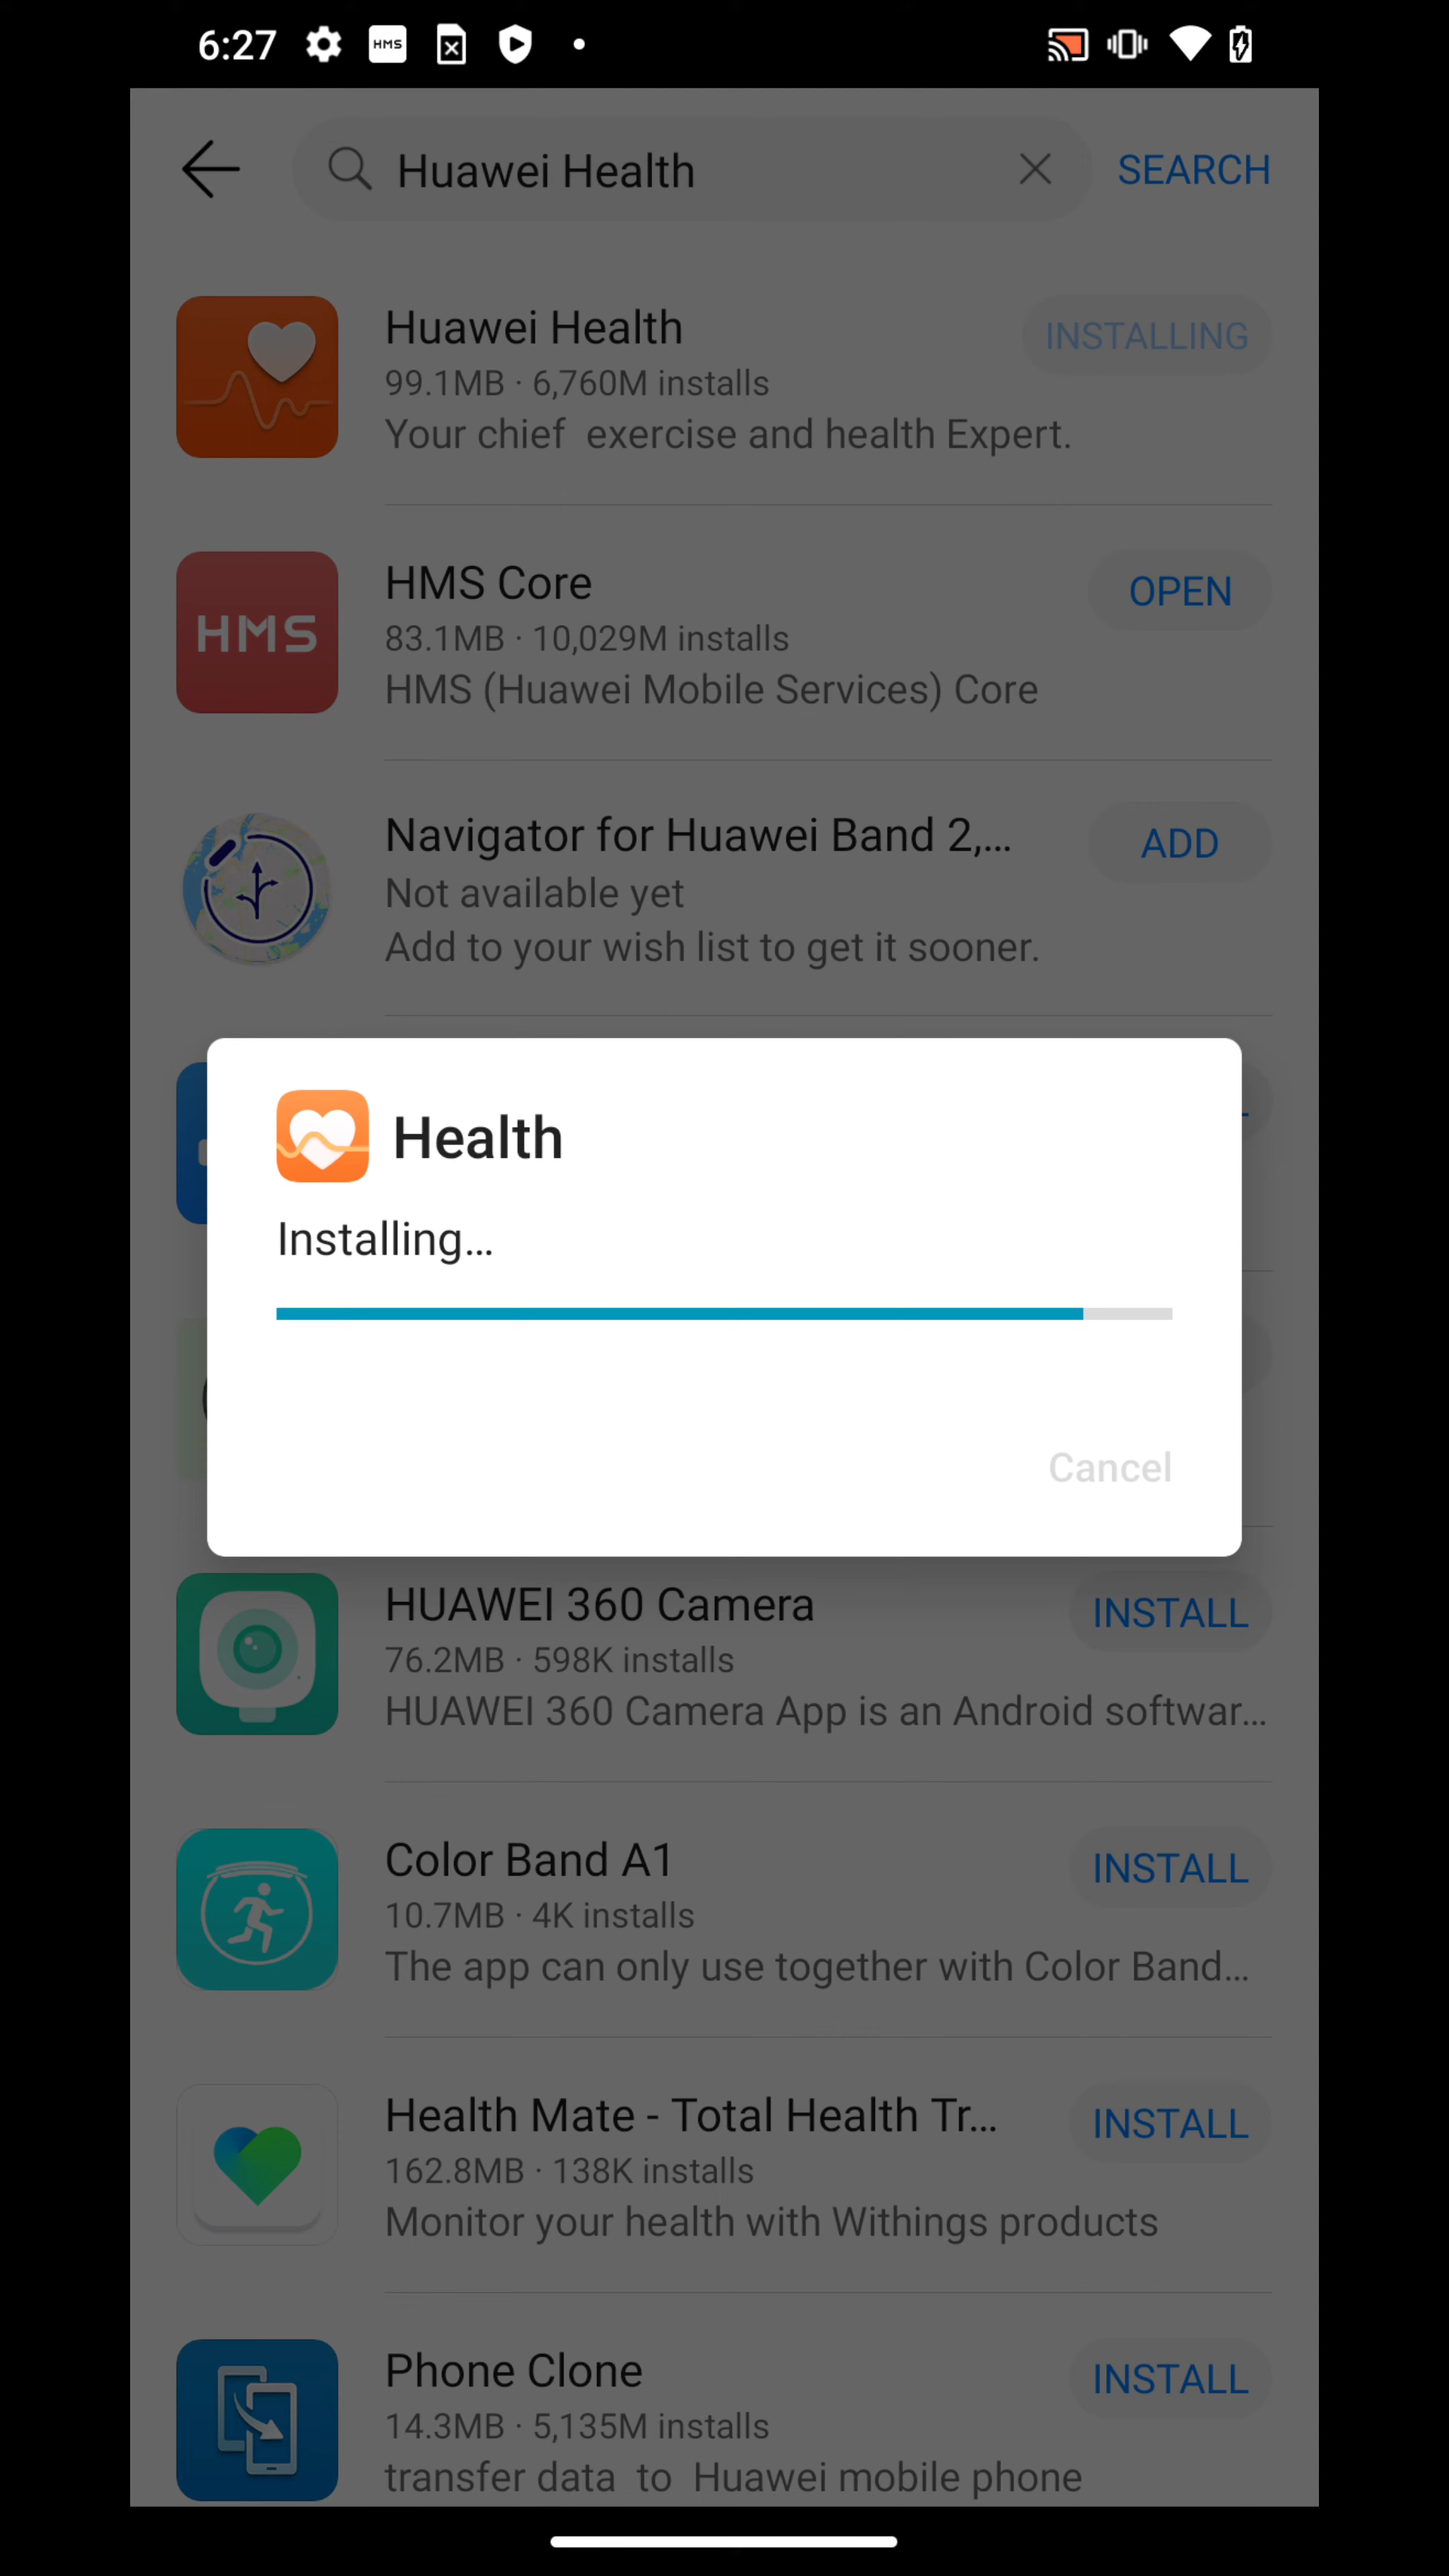 6:27
HMS
Huawei Health
SEARCH
Huawei Health
INSTALLING
99.1MB · 6,760M installs
Your chief  exercise and health Expert.
HMS
HMS Core
OPEN
83.1MB · 10,029M installs
HMS (Huawei Mobile Services) Core
Navigator for Huawei Band 2,...
ADD
Not available yet
Add to your wish list to get it sooner.
Health
Installing...
Cancel
HUAWEI 360 Camera
INSTALL
76.2MB · 598K installs
HUAWEI 360 Camera App is an Android softwar...
Color Band A1
INSTALL
10.7MB · 4K installs
The app can only use together with Color Band...
Health Mate - Total Health Tr...
INSTALL
162.8MB · 138K installs
Monitor your health with Withings products
Phone Clone
INSTALL
14.3MB · 5,135M installs
transfer data  to  Huawei mobile phone